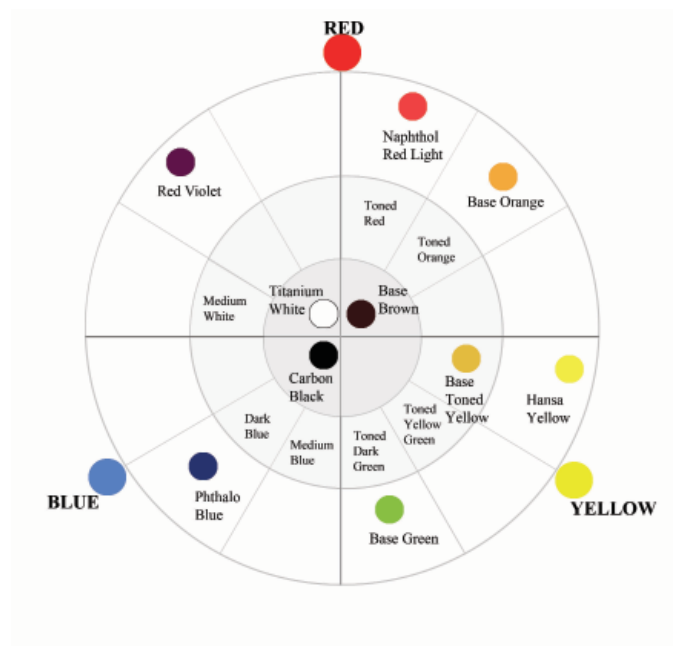 RED
Naphthol
Red Light
Red Violet
Base Orange
Toned
Red
Toned
Orange
Medium
White
Titanium
White
Base
Brown
Carbon
Black
Base
Toned
Yellow
Hansa
Yellow
Toned
Yellow
Green
Dark
Blue
Medium
Blue
Toned
Dark
Green
Phthalo
Blue
BLUE
YELLOW
Base Green